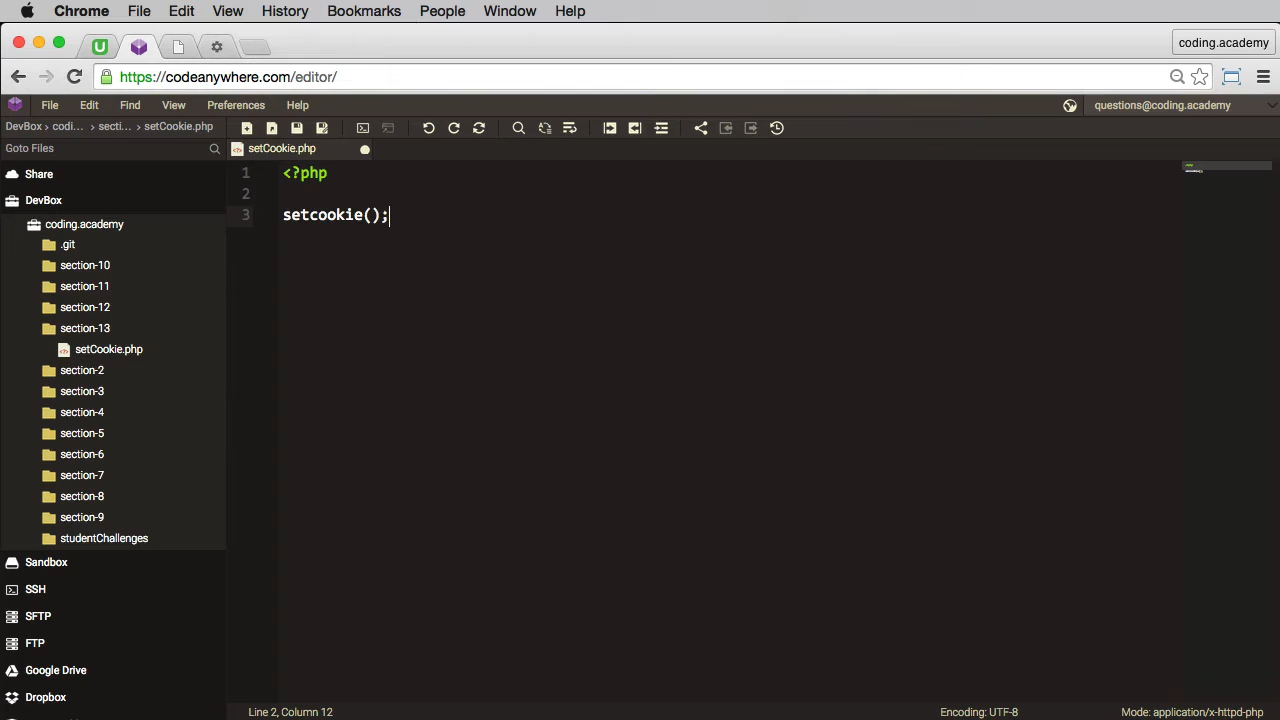 Chrome File Edit View History Bookmarks People Window Help
coding.academy
https://codeanywhere.com/editor/
File Edit Find View Preferences Help
questions@coding.academy
DevBox › codi... › secti... › setCookie.php
Goto Files
setCookie.php
1 <?php
2
3 setcookie();
Share
DevBox
coding.academy
.git
section-10
section-11
section-12
section-13
setCookie.php
section-2
section-3
section-4
section-5
section-6
section-7
section-8
section-9
studentChallenges
Sandbox
SSH
SFTP
FTP
Google Drive
Dropbox
Line 2, Column 12
Encoding: UTF-8
Mode: application/x-httpd-php